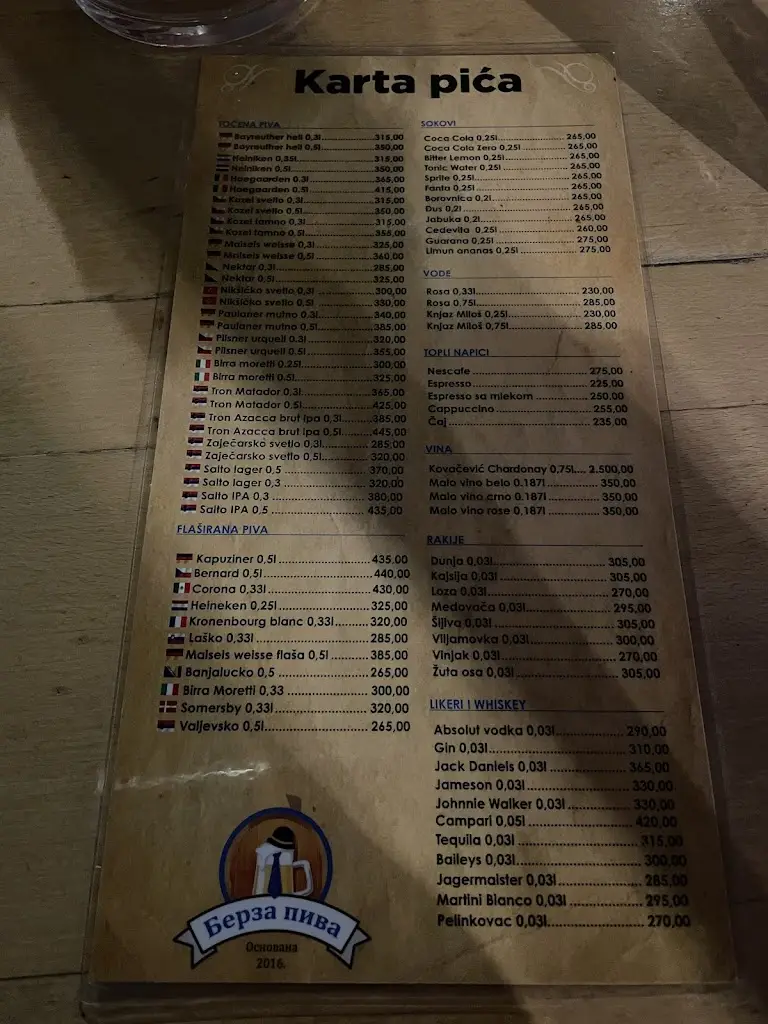 Karta pića
TOČENA PIVA
Bayreuther hell 0,3l 315,00
Bayreuther hell 0,5l 350,00
Heiniken 0,35l 315,00
Heiniken 0,5l 350,00
Hoegaarden 0.3l 365,00
Hoegaarden 0,5l 415,00
Kozel svetlo 0,3l 315,00
Kozel svetlo 0,5l 350,00
Kozel tamno 0.3l 315,00
Kozel tamno 0,5l 355,00
Maisels weisse 0,3l 325,00
Maisels weisse 0,5l 360,00
Nektar 0,3l 285,00
Nektar 0,5l 325,00
Nikšićko svetlo 0,3l 300,00
Nikšićko svetlo 0,5l 330,00
Paulaner mutno 0,3l 340,00
Paulaner mutno 0,5l 385,00
Pilsner urquell 0.3l 320,00
Pilsner urquell 0,5l 355,00
Birra moretti 0.25l 300,00
Birra moretti 0.5l 325,00
Tron Matador 0,3l 365,00
Tron Matador 0,5l 425,00
Tron Azacca brut ipa 0,3l 385,00
Tron Azacca brut ipa 0,5l 445,00
Zaječarsko svetlo 0,3l 285,00
Zaječarsko svetlo 0,5l 320,00
Salto lager 0,5 370,00
Salto lager 0,3 320,00
Salto IPA 0,3 380,00
Salto IPA 0,5 435,00
FLAŠIRANA PIVA
Kapuziner 0,5l 435,00
Bernard 0,5l 440,00
Corona 0,33l 430,00
Heineken 0,25l 325,00
Kronenbourg blanc 0,33l 320,00
Laško 0,33l 285,00
Maisels weisse flaša 0,5l 385,00
Banjalucko 0,5 265,00
Birra Moretti 0,33 300,00
Somersby 0,33l 320,00
Valjevsko 0,5l 265,00
Берза пива
Основана
2016.
SOKOVI
Coca Cola 0,25l 265,00
Coca Cola Zero 0,25l 265,00
Bitter Lemon 0,25l 265,00
Tonic Water 0,25l 265,00
Sprite 0,25l 265,00
Fanta 0,25l 265,00
Borovnica 0,2l 265,00
Đus 0,2l 265,00
Jabuka 0,2l 265,00
Cedevita 0,25l 260,00
Guarana 0,25l 275,00
Limun ananas 0,25l 275,00
VODE
Rosa 0,33l 230,00
Rosa 0,75l 285,00
Knjaz Miloš 0,25l 230,00
Knjaz Miloš 0,75l 285,00
TOPLI NAPICI
Nescafe 275,00
Espresso 225,00
Espresso sa mlekom 250,00
Cappuccino 255,00
Čaj 235,00
VINA
Kovačević Chardonay 0,75l 2.500,00
Malo vino belo 0.187l 350,00
Malo vino crno 0.187l 350,00
Malo vino rose 0,187l 350,00
RAKIJE
Dunja 0,03l 305,00
Kajsija 0,03l 305,00
Loza 0,03l 270,00
Medovača 0,03l 295,00
Šljiva 0,03l 305,00
Viljamovka 0,03l 300,00
Vinjak 0,03l 270,00
Žuta osa 0,03l 305,00
LIKERI I WHISKEY
Absolut vodka 0,03l 290,00
Gin 0,03l 310,00
Jack Daniels 0,03l 365,00
Jameson 0,03l 330,00
Johnnie Walker 0,03l 330,00
Campari 0,05l 420,00
Tequila 0,03l 315,00
Baileys 0,03l 300,00
Jagermaister 0,03l 285,00
Martini Bianco 0,03l 295,00
Pelinkovac 0,03l 270,00